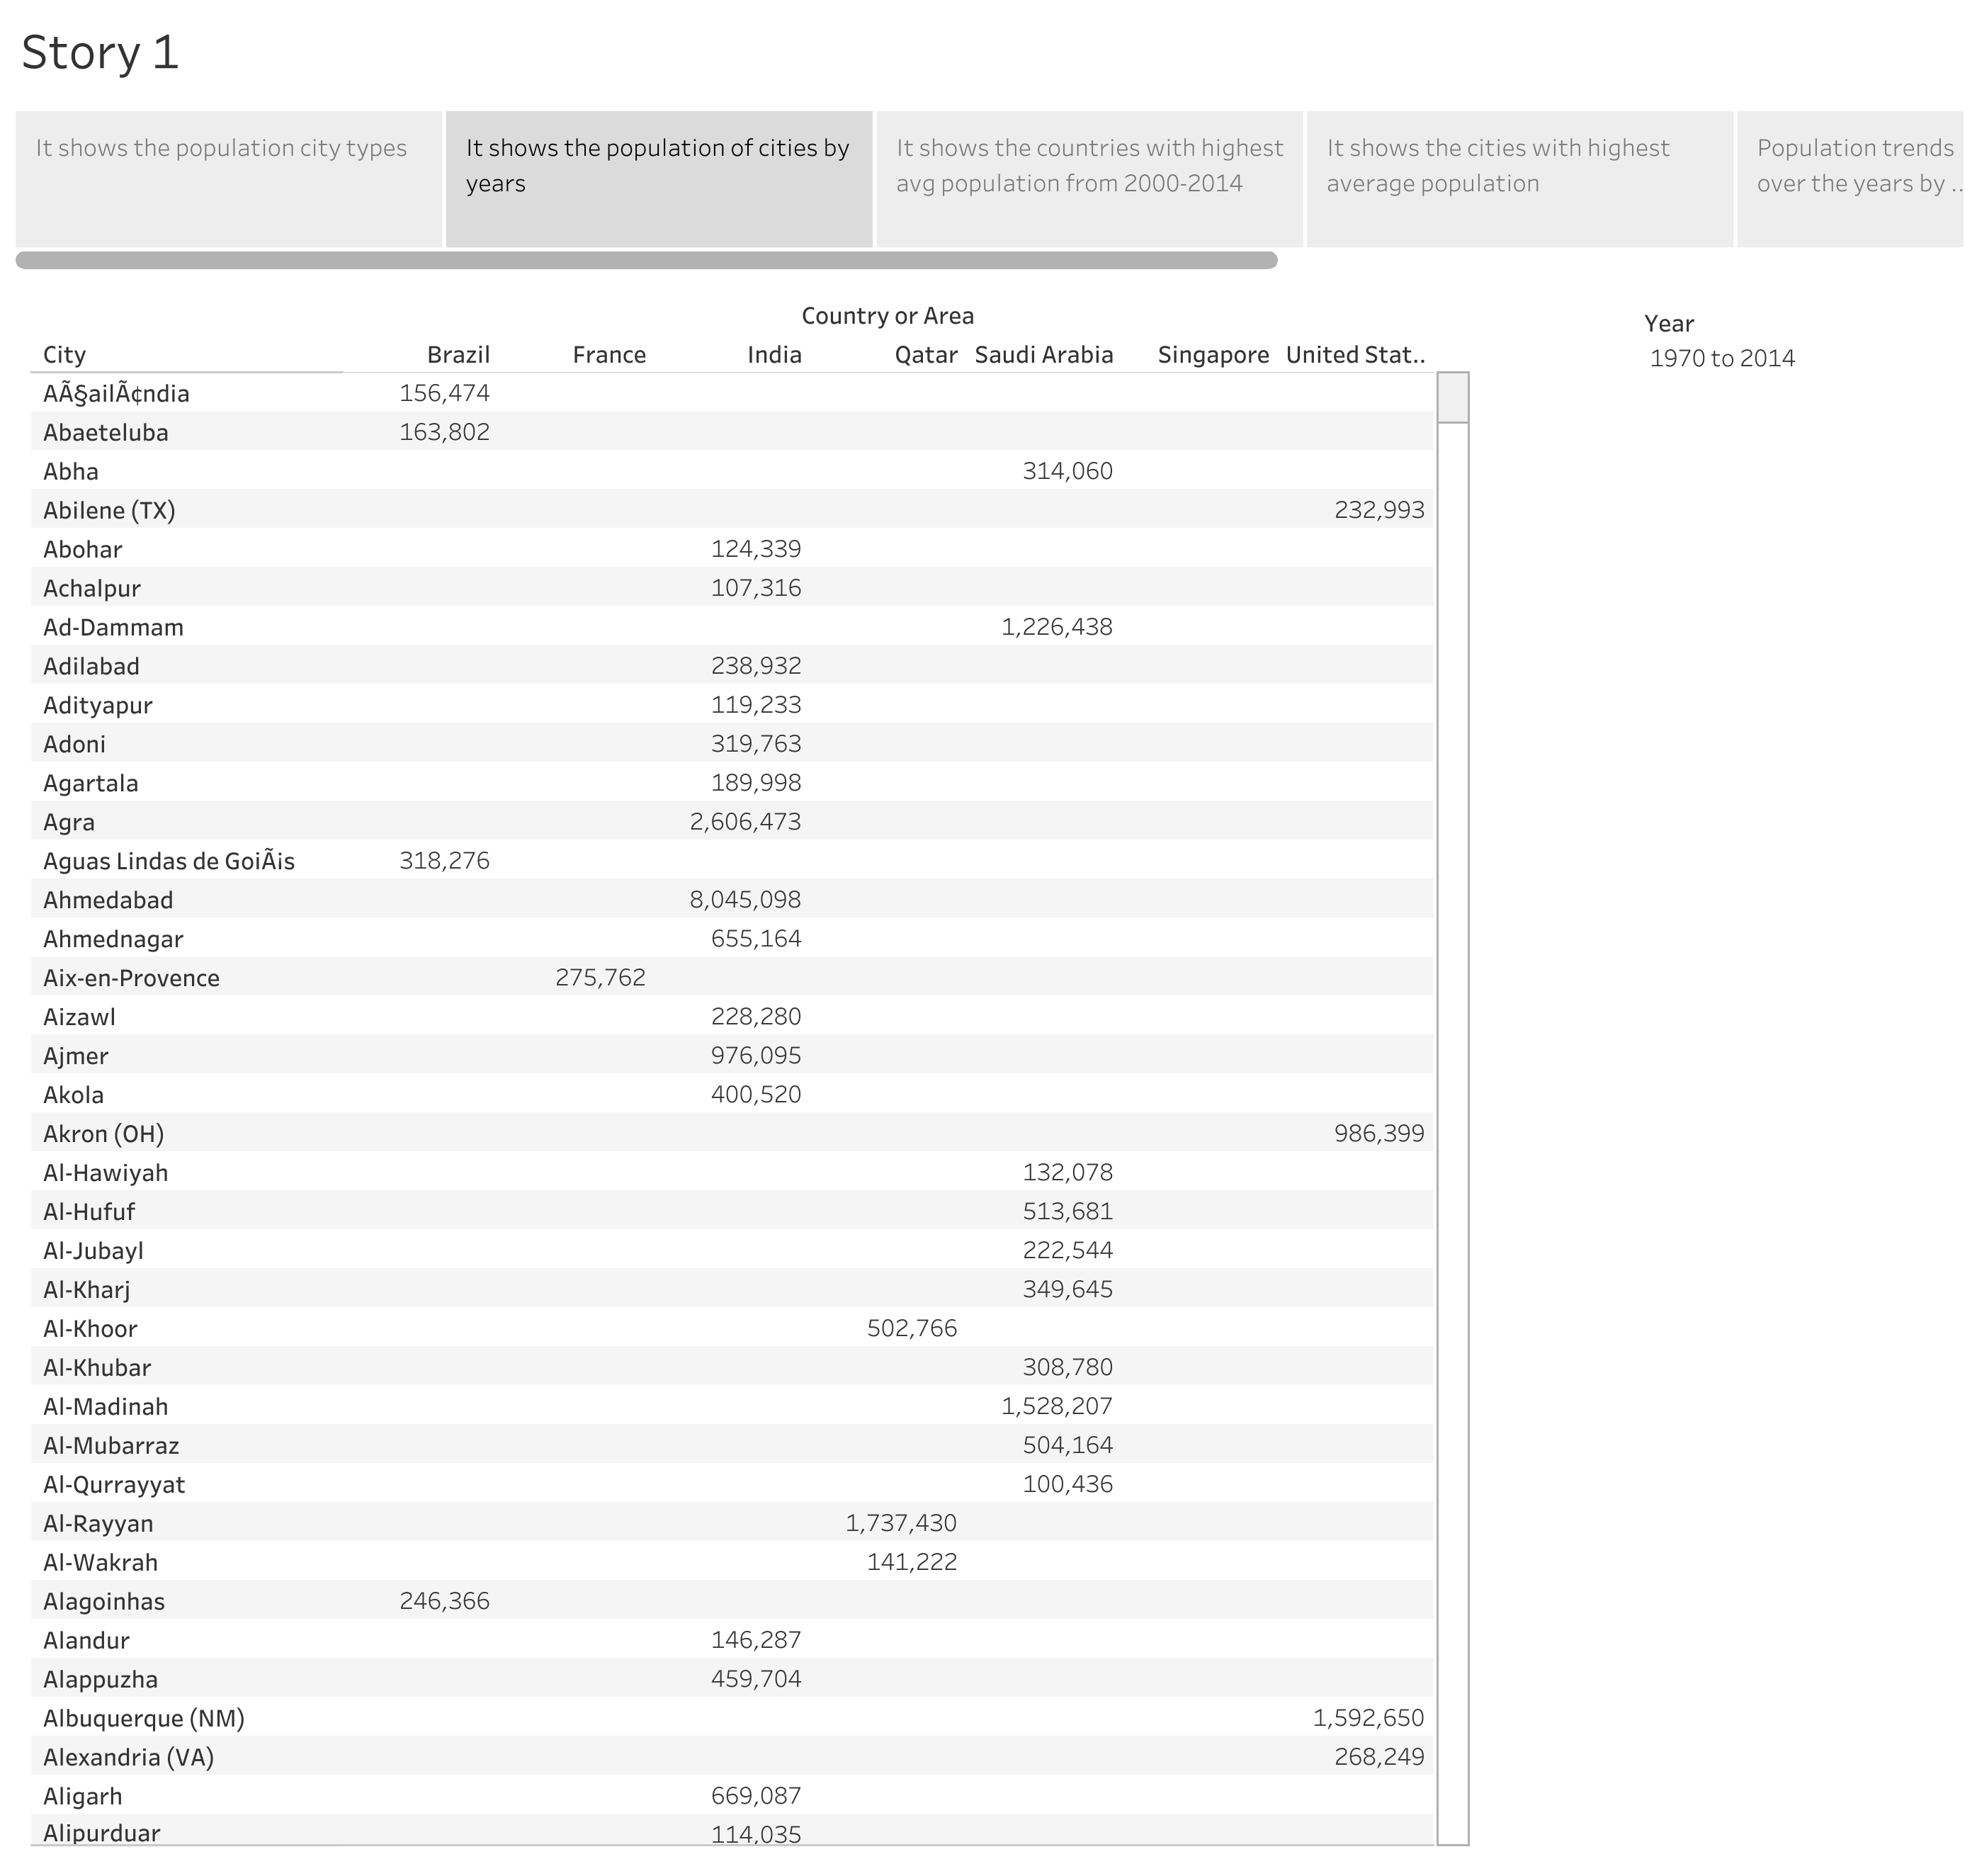 Story 1
It shows the population city types
It shows the population of cities by
years
It shows the countries with highest
avg population from 2000-2014
It shows the cities with highest
average population
Population trends
over the years by ..
Country or Area
City Brazil France India Qatar Saudi Arabia Singapore United Stat..
Year
1970 to 2014
AÃ§ailÃ¢ndia 156,474
Abaeteluba 163,802
Abha 314,060
Abilene (TX) 232,993
Abohar 124,339
Achalpur 107,316
Ad-Dammam 1,226,438
Adilabad 238,932
Adityapur 119,233
Adoni 319,763
Agartala 189,998
Agra 2,606,473
Aguas Lindas de GoiÃis 318,276
Ahmedabad 8,045,098
Ahmednagar 655,164
Aix-en-Provence 275,762
Aizawl 228,280
Ajmer 976,095
Akola 400,520
Akron (OH) 986,399
Al-Hawiyah 132,078
Al-Hufuf 513,681
Al-Jubayl 222,544
Al-Kharj 349,645
Al-Khoor 502,766
Al-Khubar 308,780
Al-Madinah 1,528,207
Al-Mubarraz 504,164
Al-Qurrayyat 100,436
Al-Rayyan 1,737,430
Al-Wakrah 141,222
Alagoinhas 246,366
Alandur 146,287
Alappuzha 459,704
Albuquerque (NM) 1,592,650
Alexandria (VA) 268,249
Aligarh 669,087
Alipurduar 114,035